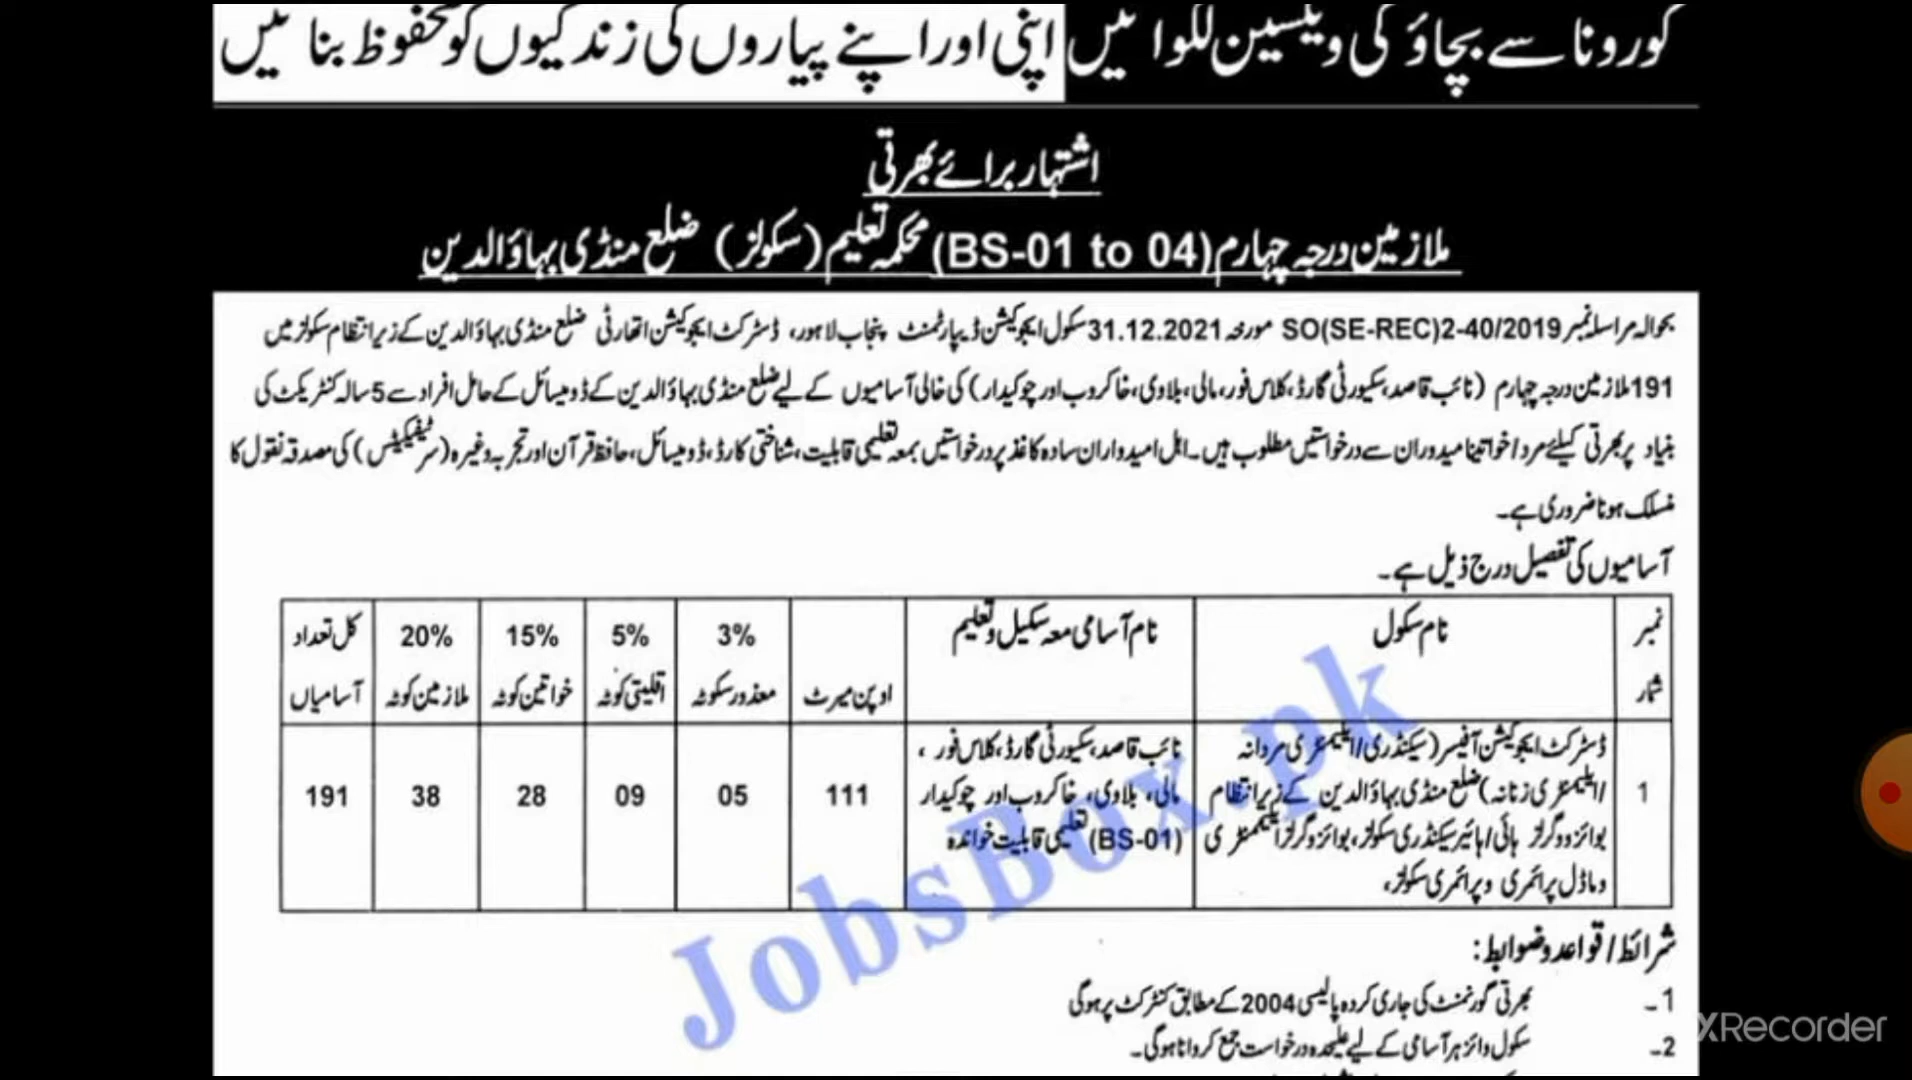 کورونا سے بچاؤ کی ویکسین لگوائیں اپنی اور اپنے پیاروں کی زندگیوں کو محفوظ بنائیں
اشتہار برائے بھرتی
ملازمین درجہ چہارم (BS-01 to 04) محکمہ تعلیم (سکولز) ضلع منڈی بہاؤالدین
بحوالہ مراسلہ نمبر SO(SE-REC)2-40/2019 مورخہ 31.12.2021 سکول ایجوکیشن ڈیپارٹمنٹ پنجاب لاہور، ڈسٹرکٹ ایجوکیشن اتھارٹی ضلع منڈی بہاؤالدین کے زیر انتظام سکولز میں
191 ملازمین درجہ چہارم (نائب قاصد، سکیورٹی گارڈ، کلاس فور، مالی، بلاوی، خاکروب اور چوکیدار) کی خالی آسامیوں کے لیے ضلع منڈی بہاؤالدین کے ڈومیسائل کے حامل افراد سے 5 سالہ کنٹریکٹ کی
بنیاد پر بھرتی کیلئے مرد/خواتینا میدوران سے درخواستیں مطلوب ہیں۔ اہل امیدواران سادہ کاغذ پر درخواستیں بمعہ تعلیمی قابلیت، شناختی کارڈ، ڈومیسائل، حافظ قرآن اور تجربہ وغیرہ (سرٹیفکیٹس) کی مصدقہ نقول کا
منسلک ہونا ضروری ہے۔
آسامیوں کی تفصیل درج ذیل ہے۔
نمبر شمار	نام سکول	نام آسامی معہ سکیل و تعلیم	اوپن میرٹ	3% معذور سکوٹہ	5% اقلیتی کوٹہ	15% خواتین کوٹہ	20% ملازمین کوٹہ	کل تعداد آسامیاں
1	ڈسٹرکٹ ایجوکیشن آفیسر (سیکنڈری/ایلیمنٹری مردانہ	نائب قاصد، سکیورٹی گارڈ، کلاس فور،	111	05	09	28	38	191
/ایلیمنٹری زنانہ) ضلع منڈی بہاؤالدین کے زیر انتظام	مالی، بلاوی، خاکروب اور چوکیدار
بوائز و گرلز ہائی/ہائیر سیکنڈری سکولز، بوائز و گرلز ایلیمنٹری	(BS-01) تعلیمی قابلیت خواندہ
و ماڈل پرائمری و پرائمری سکولز،
شرائط/قواعد و ضوابط:
1۔ بھرتی گورنمنٹ کی جاری کردہ پالیسی 2004 کے مطابق کنٹرکٹ پر ہوگی
2۔ سکول وائز ہر آسامی کے لیے علیحدہ درخواست جمع کروانا ہوگی۔
JobsBox.pk
XRecorder